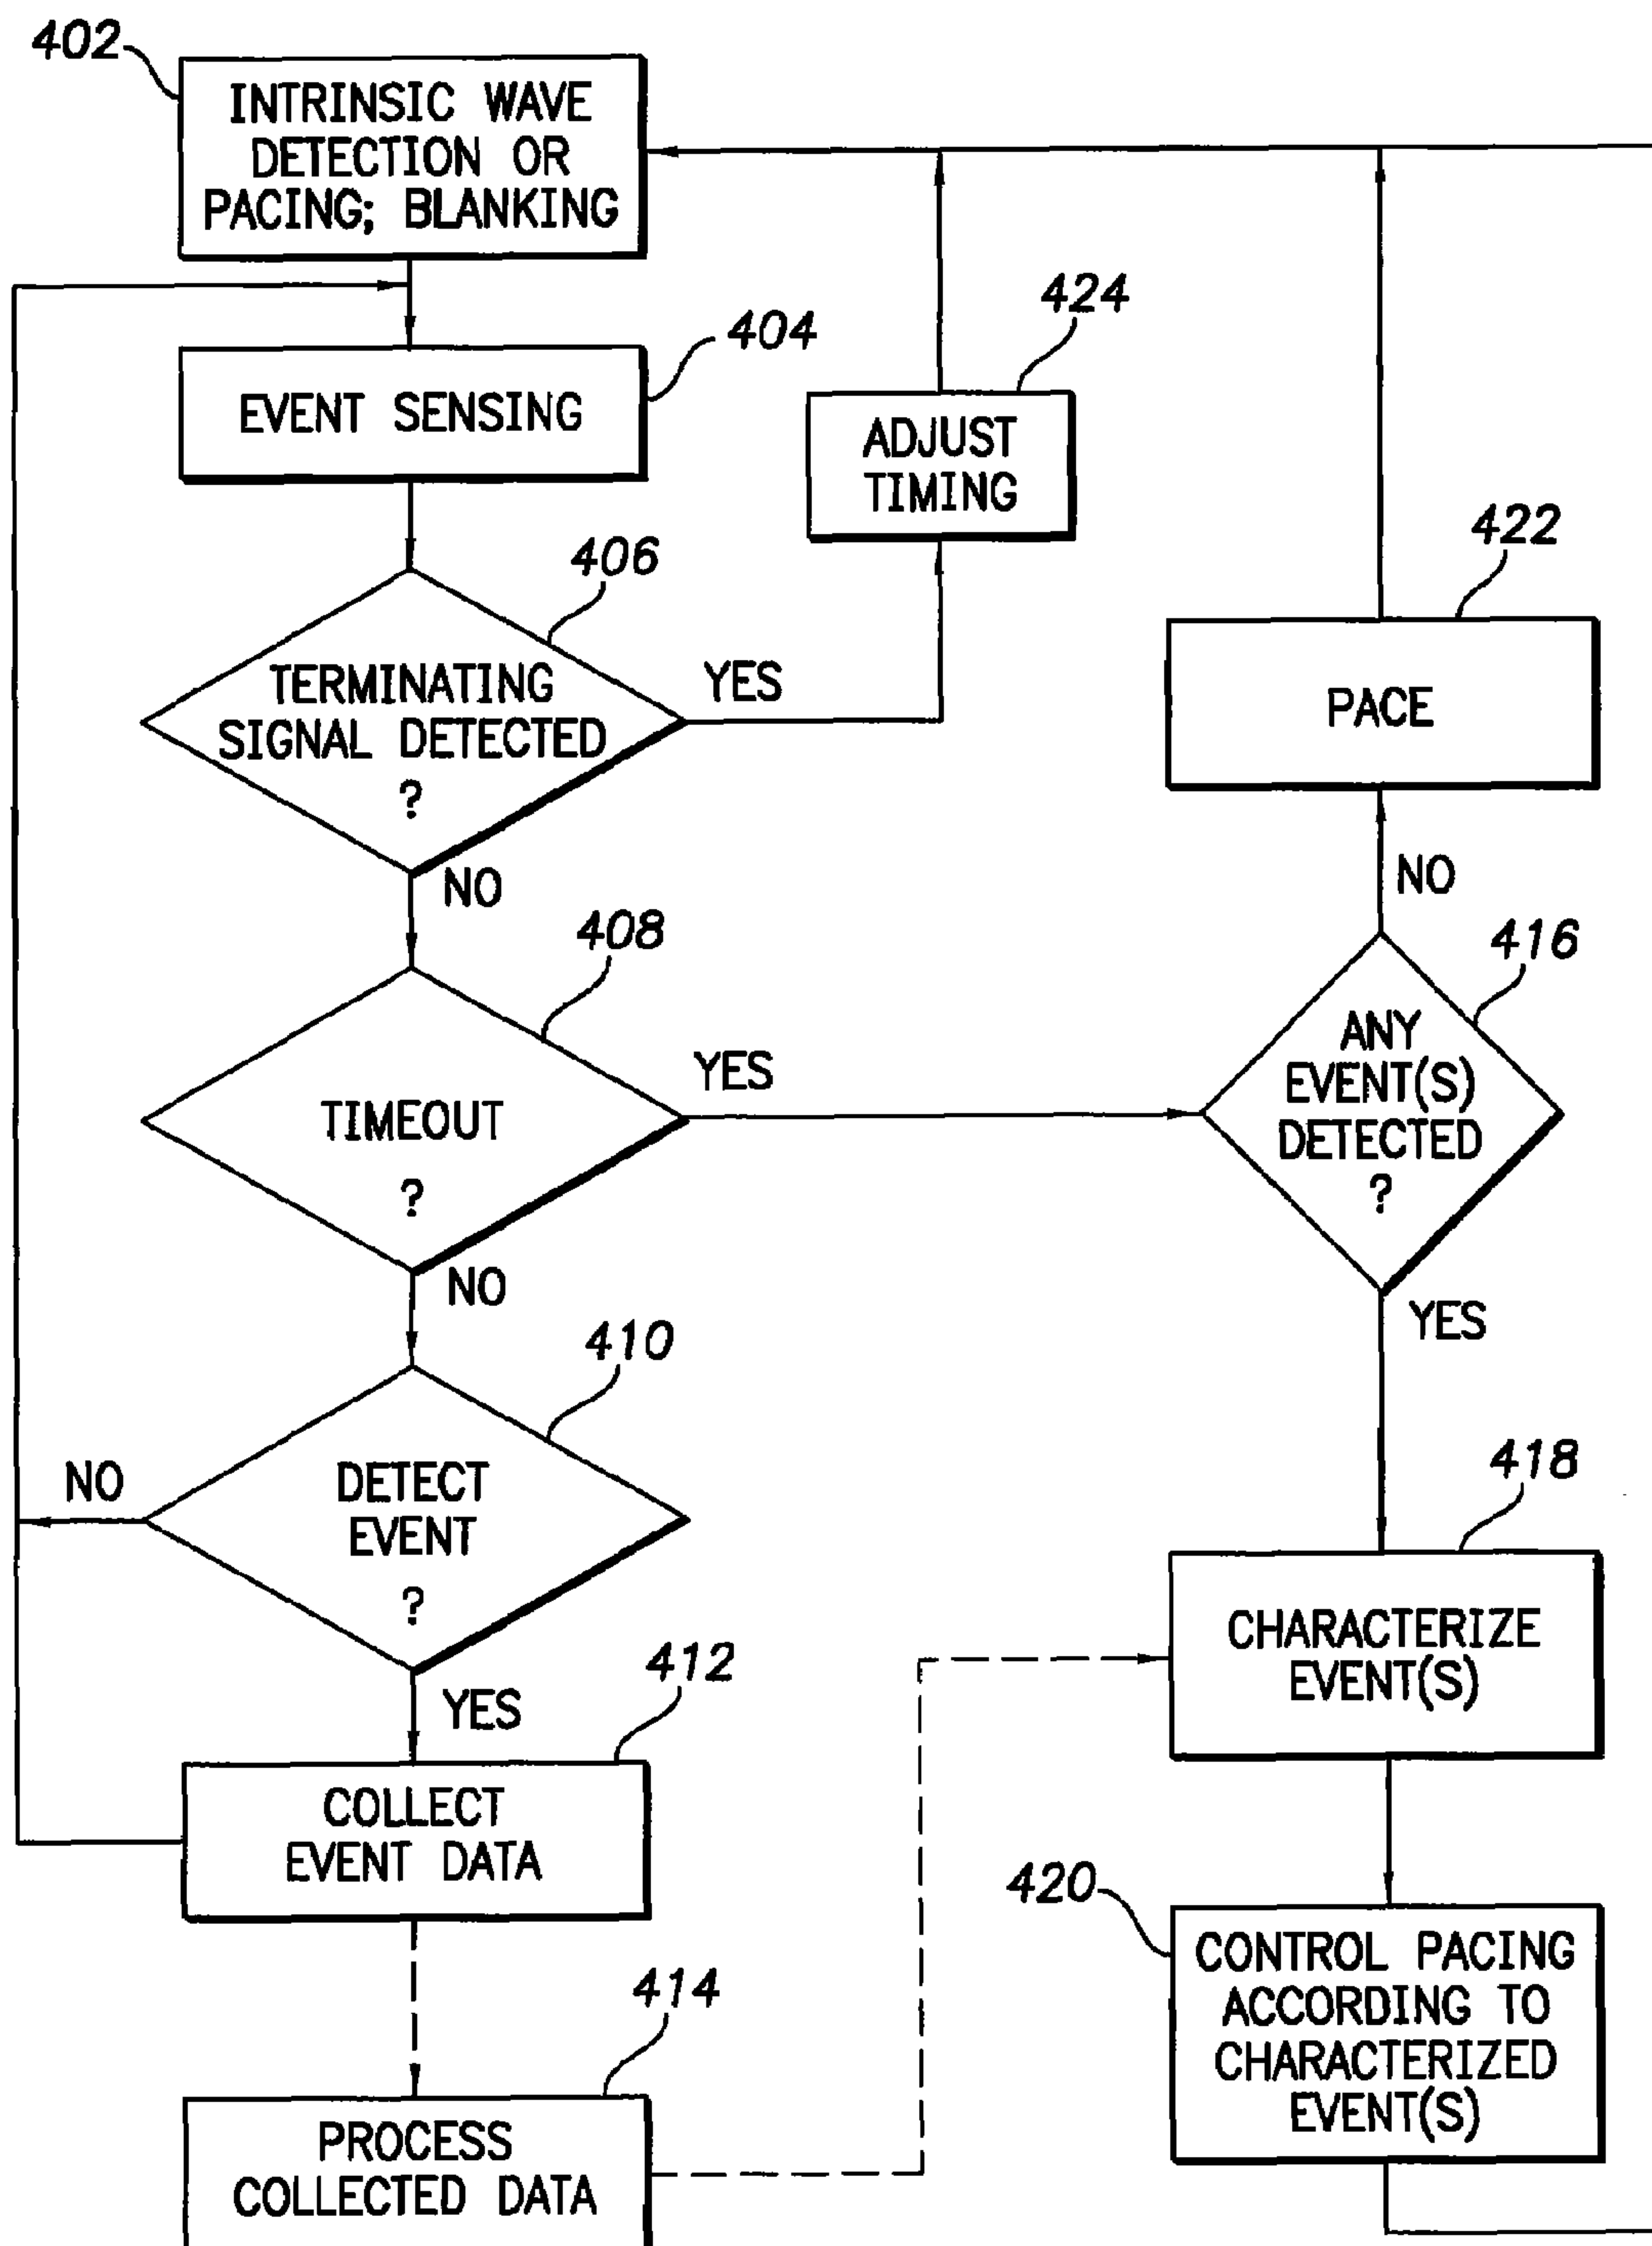 402
INTRINSIC WAVE
DETECTION OR
PACING; BLANKING
404
EVENT SENSING
424
ADJUST
TIMING
406
TERMINATING
SIGNAL DETECTED
?
YES
NO
422
PACE
NO
408
TIMEOUT
?
YES
NO
416
ANY
EVENT(S)
DETECTED
?
YES
410
DETECT
EVENT
?
NO
YES
412
COLLECT
EVENT DATA
414
PROCESS
COLLECTED DATA
418
CHARACTERIZE
EVENT(S)
420
CONTROL PACING
ACCORDING TO
CHARACTERIZED
EVENT(S)